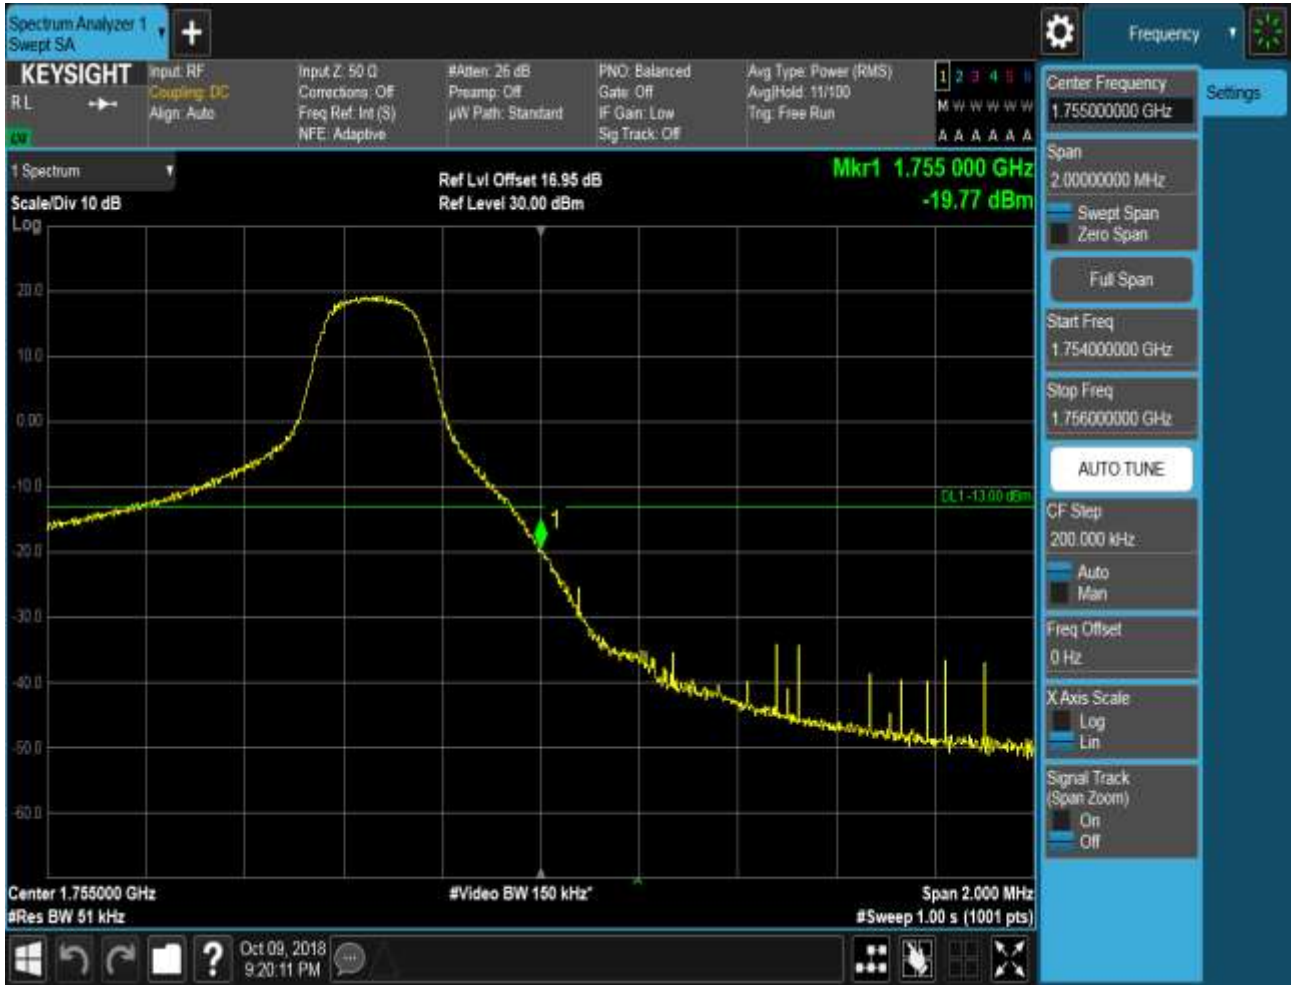 Spectrum Analyzer 1
Swept SA
+
Frequency
KEYSIGHT
R L
Input: RF
Coupling: DC
Align: Auto
Input Z: 50 Ω
Corrections: Off
Freq Ref: Int (S)
NFE: Adaptive
#Atten: 26 dB
Preamp: Off
µW Path: Standard
PNO: Balanced
Gate: Off
IF Gain: Low
Sig Track: Off
Avg Type: Power (RMS)
Avg|Hold: 11/100
Trig: Free Run
1 2 3 4 5 6
M W W W W W
A A A A A A
1 Spectrum
Scale/Div 10 dB
Log
Ref Lvl Offset 16.95 dB
Ref Level 30.00 dBm
Mkr1 1.755 000 GHz
-19.77 dBm
20.0
10.0
0.00
-10.0
-20.0
-30.0
-40.0
-50.0
-60.0
DL1 -13.00 dBm
1
Center 1.755000 GHz
#Res BW 51 kHz
#Video BW 150 kHz*
Span 2.000 MHz
#Sweep 1.00 s (1001 pts)
Oct 09, 2018
9:20:11 PM
Center Frequency
1.755000000 GHz
Settings
Span
2.00000000 MHz
Swept Span
Zero Span
Full Span
Start Freq
1.754000000 GHz
Stop Freq
1.756000000 GHz
AUTO TUNE
CF Step
200.000 kHz
Auto
Man
Freq Offset
0 Hz
X Axis Scale
Log
Lin
Signal Track
(Span Zoom)
On
Off